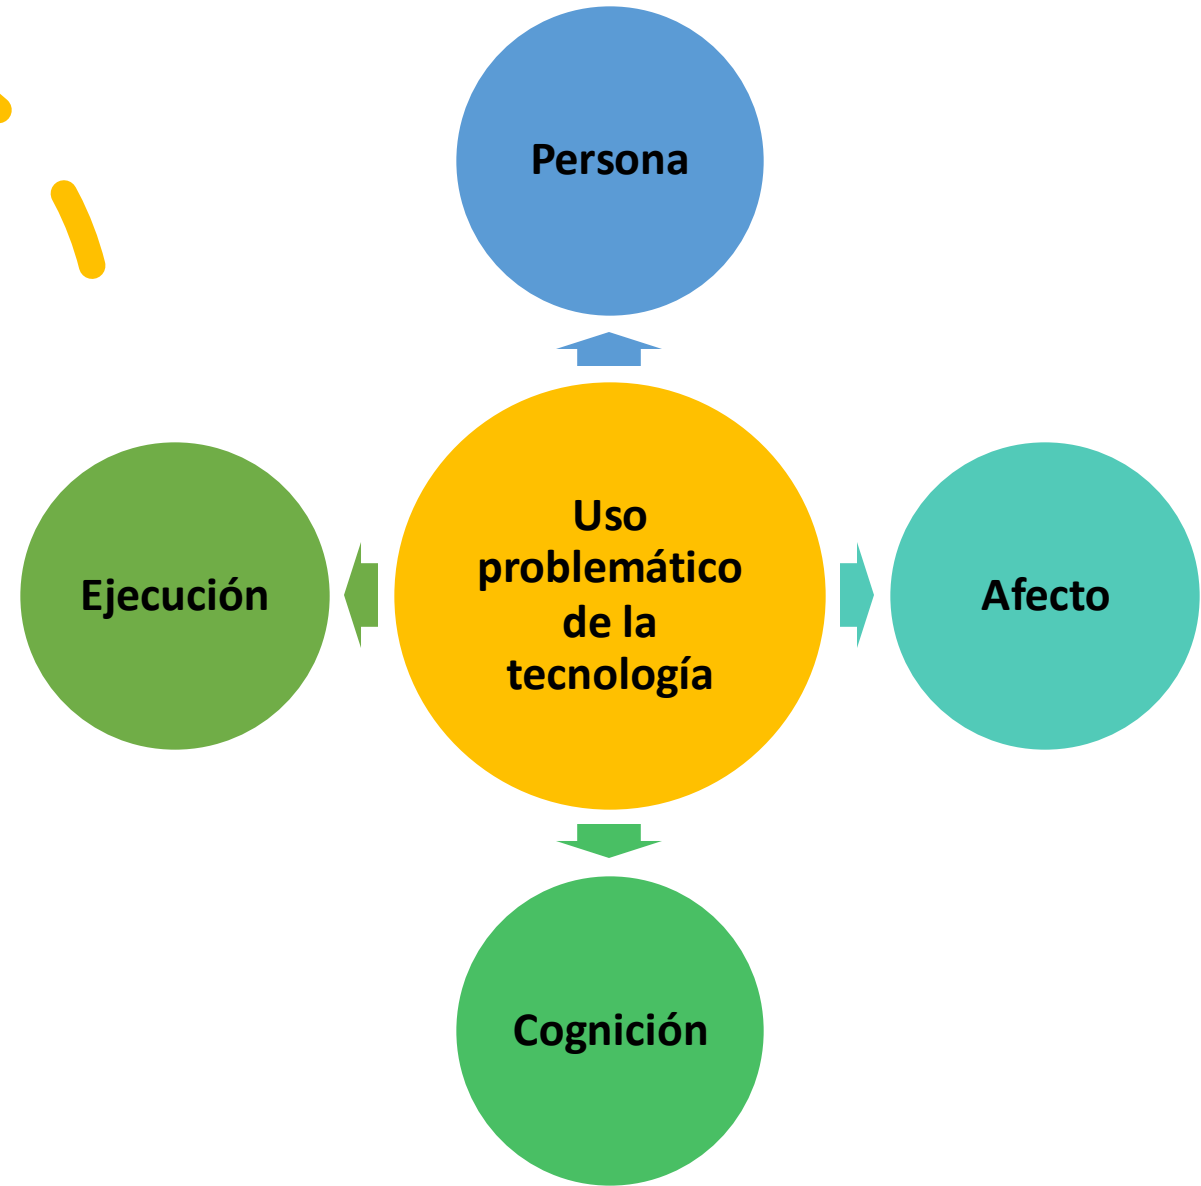 Persona
Uso
problemático
de la
tecnología
Ejecución
Afecto
Cognición